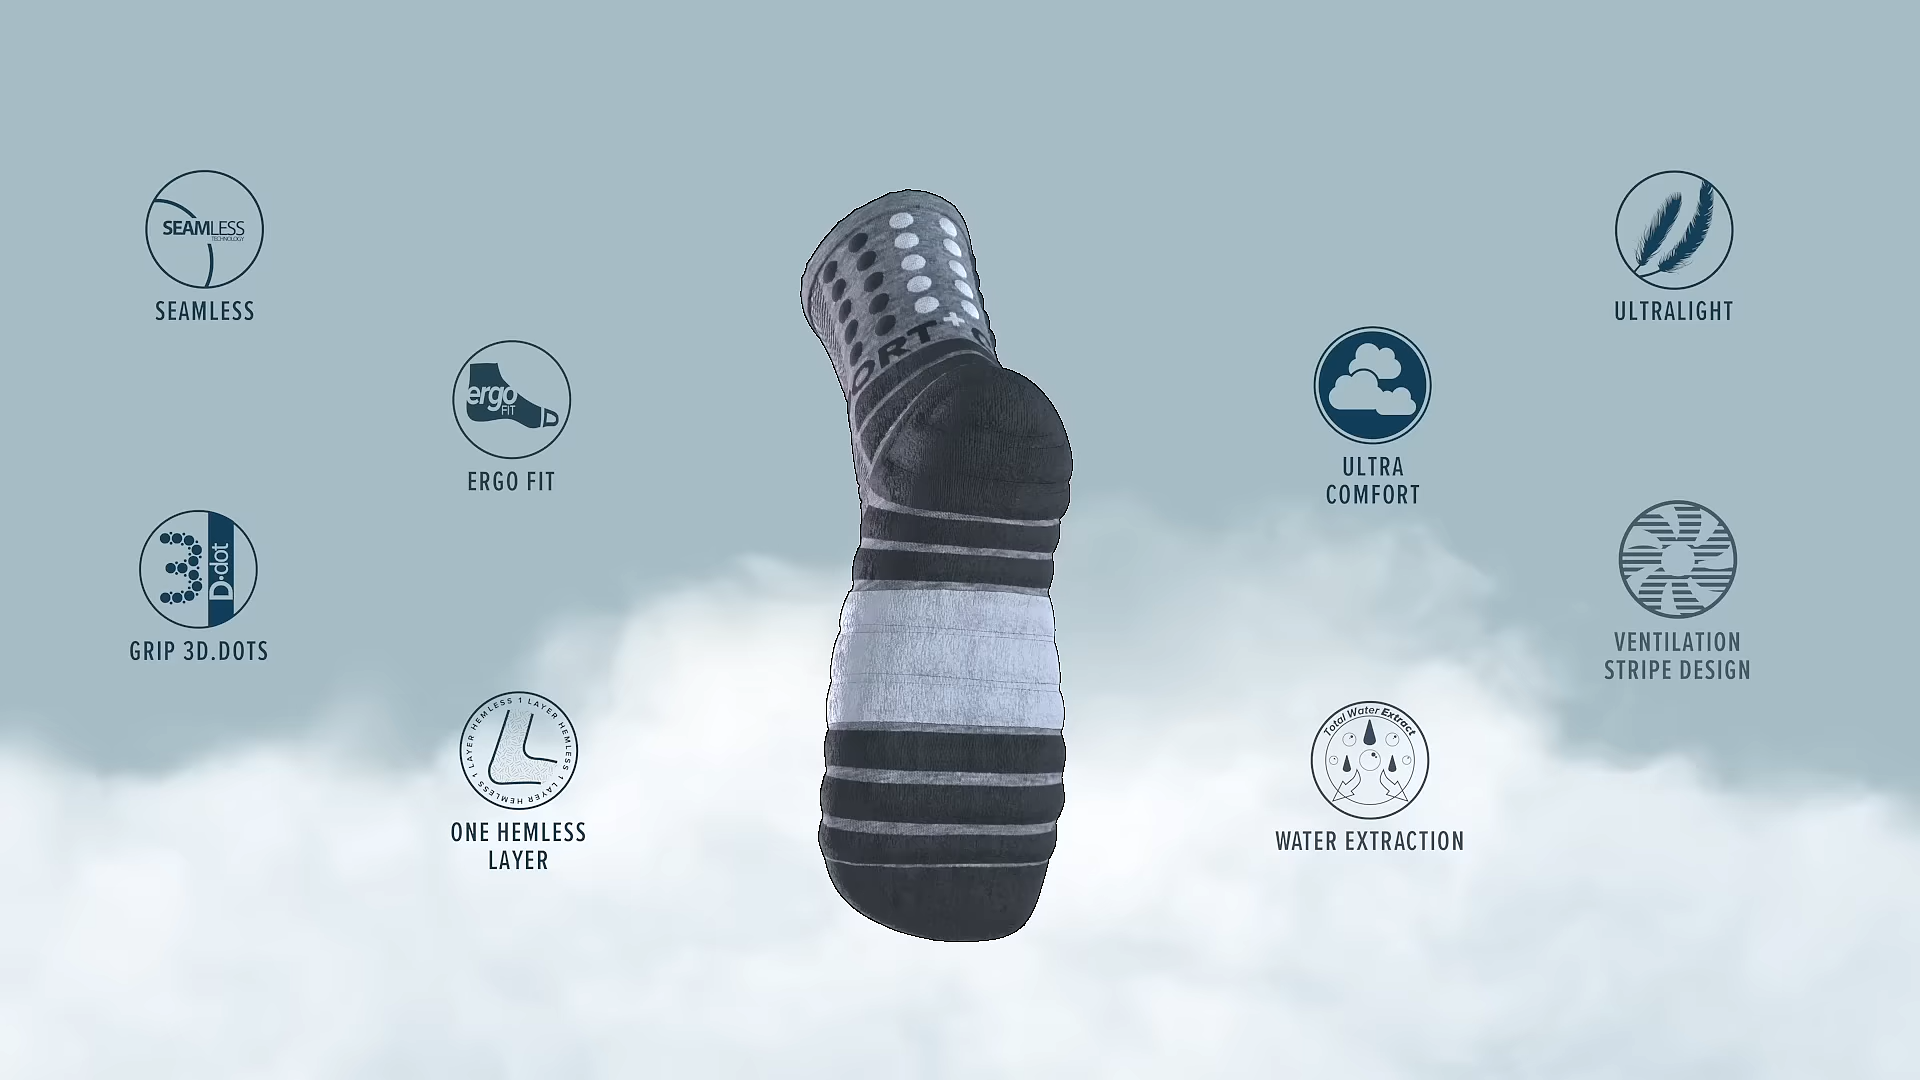 SEAMLESS
TECHNOLOGY
SEAMLESS
ULTRALIGHT
ergo
FIT
ERGO FIT
ORT+
ULTRA
COMFORT
3
D•dot
GRIP 3D.DOTS
VENTILATION
STRIPE DESIGN
1 LAYER HEMLESS 1 LAYER HEMLESS 1 LAYER HEMLESS
ONE HEMLESS
LAYER
Total Water Extract
WATER EXTRACTION